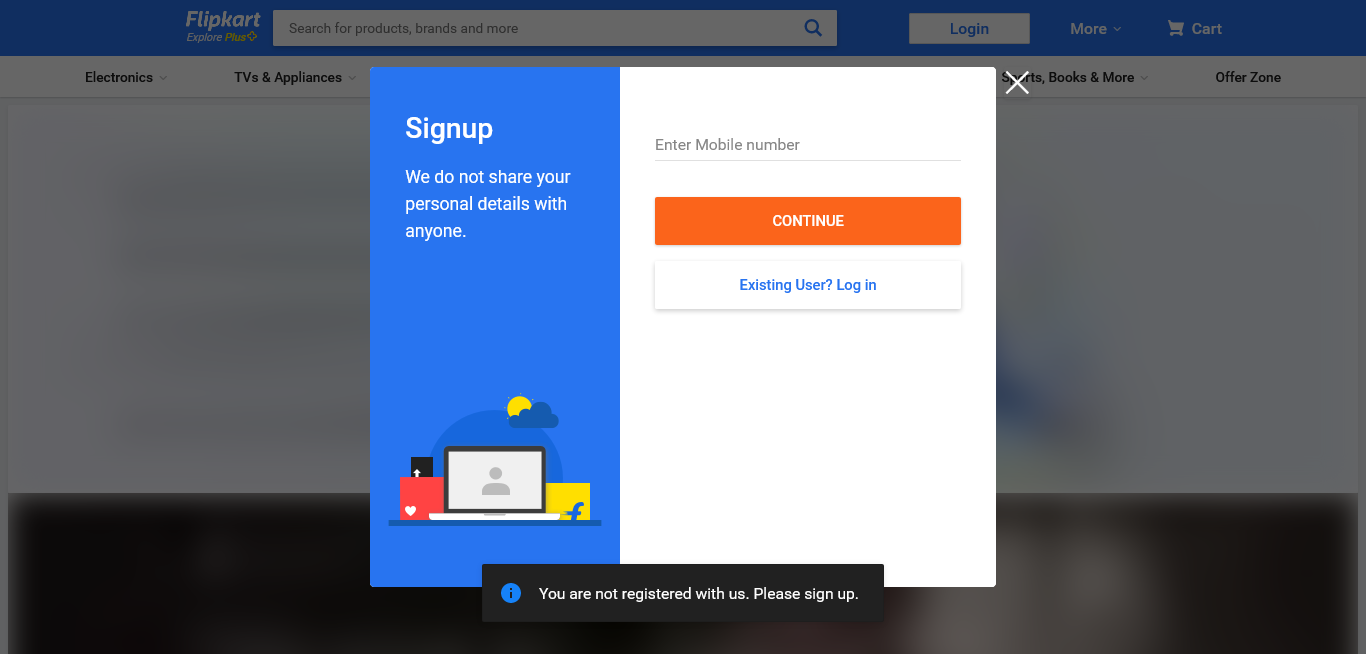 Flipkart
Explore Plus
Search for products, brands and more
Login
More
Cart
Electronics
TVs & Appliances
Sports, Books & More
Offer Zone
Signup
We do not share your
personal details with
anyone.
Enter Mobile number
CONTINUE
Existing User? Log in
f
You are not registered with us. Please sign up.